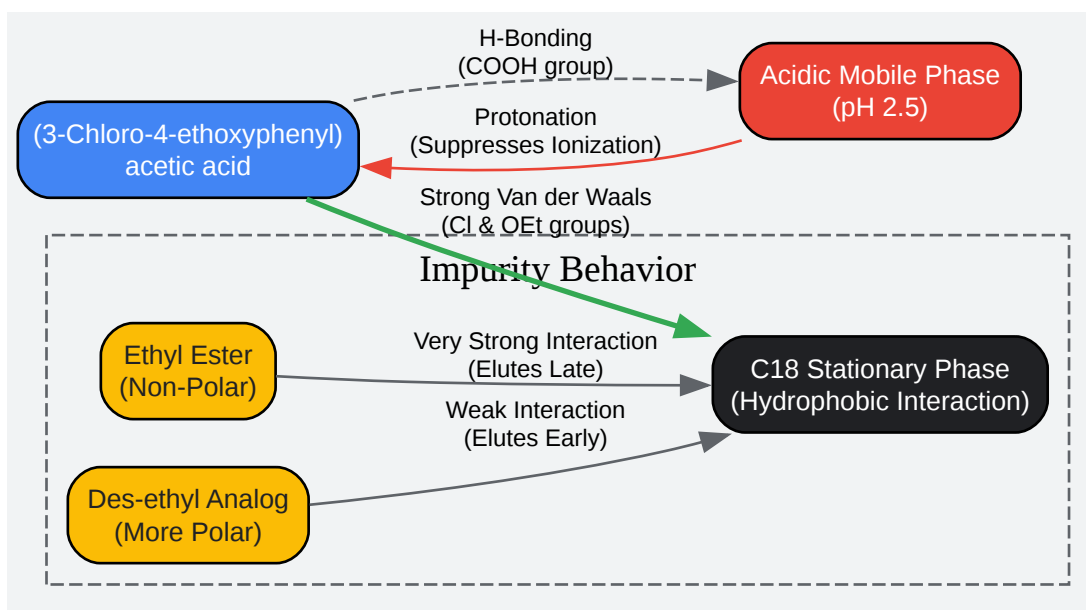 H-Bonding
(COOH group)
Acidic Mobile Phase
(pH 2.5)
(3-Chloro-4-ethoxyphenyl)
acetic acid
Protonation
(Suppresses Ionization)
Strong Van der Waals
(Cl & OEt groups)
Impurity Behavior
Ethyl Ester
(Non-Polar)
Very Strong Interaction
(Elutes Late)
C18 Stationary Phase
(Hydrophobic Interaction)
Weak Interaction
(Elutes Early)
Des-ethyl Analog
(More Polar)